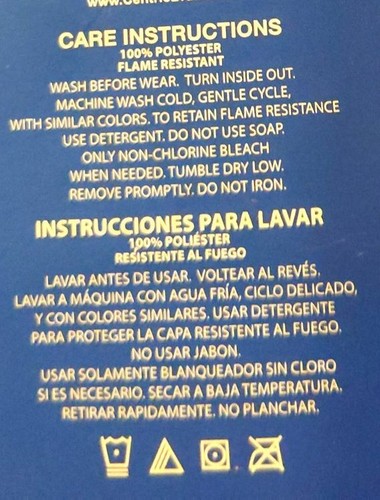 CARE INSTRUCTIONS
100% POLYESTER
FLAME RESISTANT
WASH BEFORE WEAR. TURN INSIDE OUT.
MACHINE WASH COLD, GENTLE CYCLE,
WITH SIMILAR COLORS. TO RETAIN FLAME RESISTANCE
USE DETERGENT. DO NOT USE SOAP.
ONLY NON-CHLORINE BLEACH
WHEN NEEDED. TUMBLE DRY LOW.
REMOVE PROMPTLY. DO NOT IRON.
INSTRUCCIONES PARA LAVAR
100% POLIÉSTER
RESISTENTE AL FUEGO
LAVAR ANTES DE USAR. VOLTEAR AL REVÉS.
LAVAR A MÁQUINA CON AGUA FRÍA, CICLO DELICADO,
Y CON COLORES SIMILARES. USAR DETERGENTE
PARA PROTEGER LA CAPA RESISTENTE AL FUEGO.
NO USAR JABON.
USAR SOLAMENTE BLANQUEADOR SIN CLORO
SI ES NECESARIO. SECAR A BAJA TEMPERATURA.
RETIRAR RAPIDAMENTE. NO PLANCHAR.